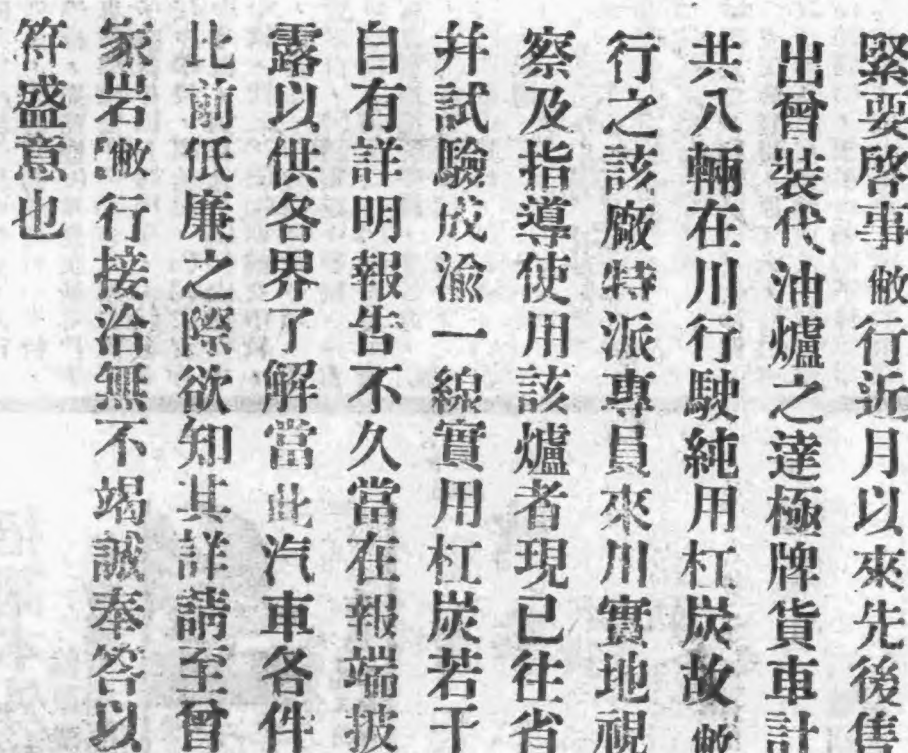 緊要啓事敝行近月以來先後售
出曾裝代油爐之達極牌貨車計
共八輛在川行駛純用杠炭故敝
行之該廠特派專員來川實地視
察及指導使用該爐者現已往省
并試驗成渝一線實用杠炭若干
自有詳明報告不久當在報端披
露以供各界了解當此汽車各件
比前低廉之際欲知其詳請至曾
家岩敝行接洽無不竭誠奉答以
符盛意也